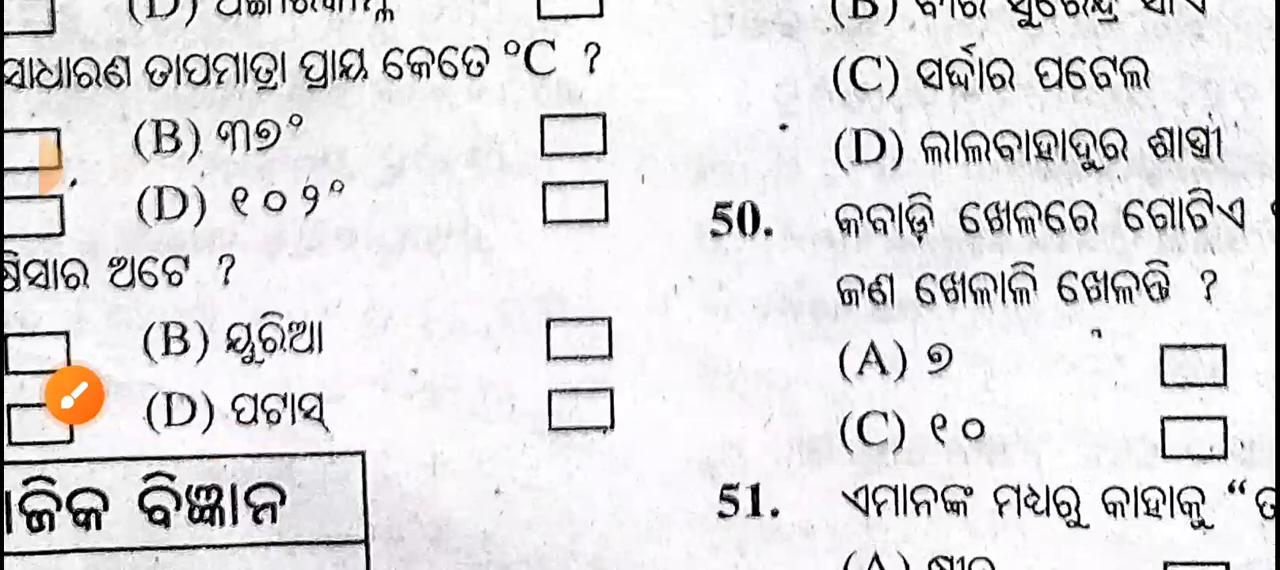 ସାଧାରଣ ତାପମାତ୍ରା ପ୍ରାୟ କେତେ °C ?
(B) ୩୭°
(D) ୧୦୨°
ଅଟେ ?
(B) ୟୁରିଆ
(D) ପଟାସ୍
ବିଜ୍ଞାନ
(C) ସର୍ଦ୍ଦାର ପଟେଲ
(D) ଲାଲବାହାଦୁର ଶାସ୍ତ୍ରୀ
50. କବାଡ଼ି ଖେଳରେ ଗୋଟିଏ
ଜଣ ଖେଳାଳି ଖେଳନ୍ତି ?
(A) ୭
(C) ୧୦
51. ଏମାନଙ୍କ ମଧ୍ୟରୁ କାହାକୁ “